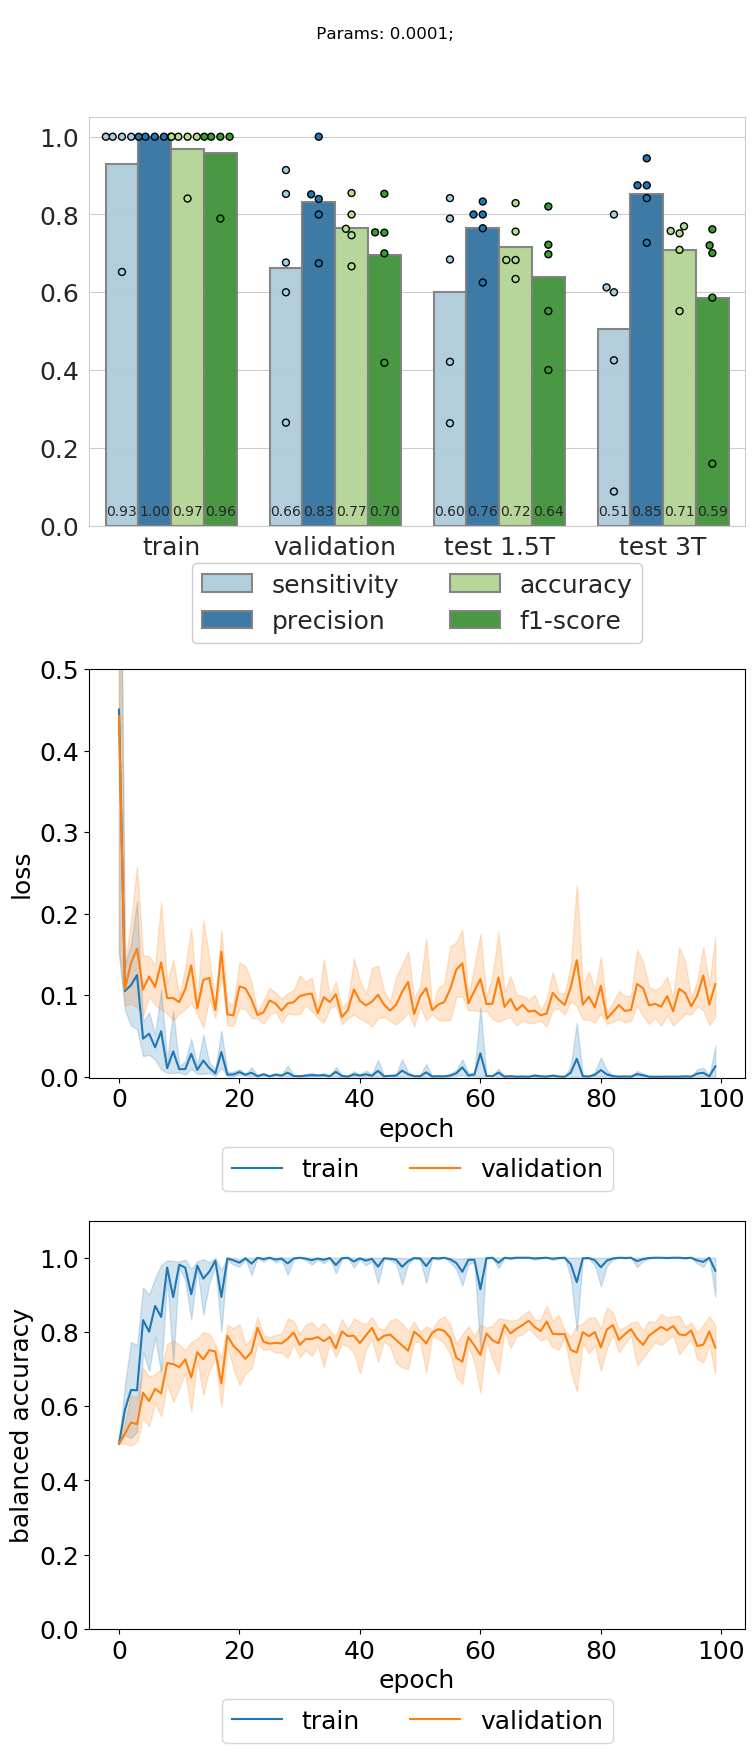 Params: 0.0001;
1.0
0.8
0.6
0.4
0.2
0.0
0.93 1.00 0.97 0.96 0.66 0.83 0.77 0.70 0.60 0.76 0.72 0.64 0.51 0.85 0.71 0.59
train validation test 1.5T test 3T
sensitivity accuracy
precision f1-score
0.5
0.4
0.3
0.2
0.1
0.0
loss
0 20 40 60 80 100
epoch
train validation
1.0
0.8
0.6
0.4
0.2
0.0
balanced accuracy
0 20 40 60 80 100
epoch
train validation